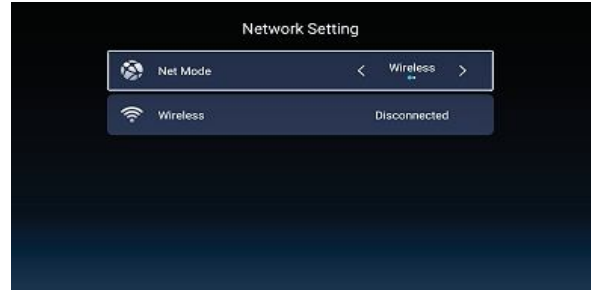 Network Setting
Net Mode < Wireless >
Wireless Disconnected